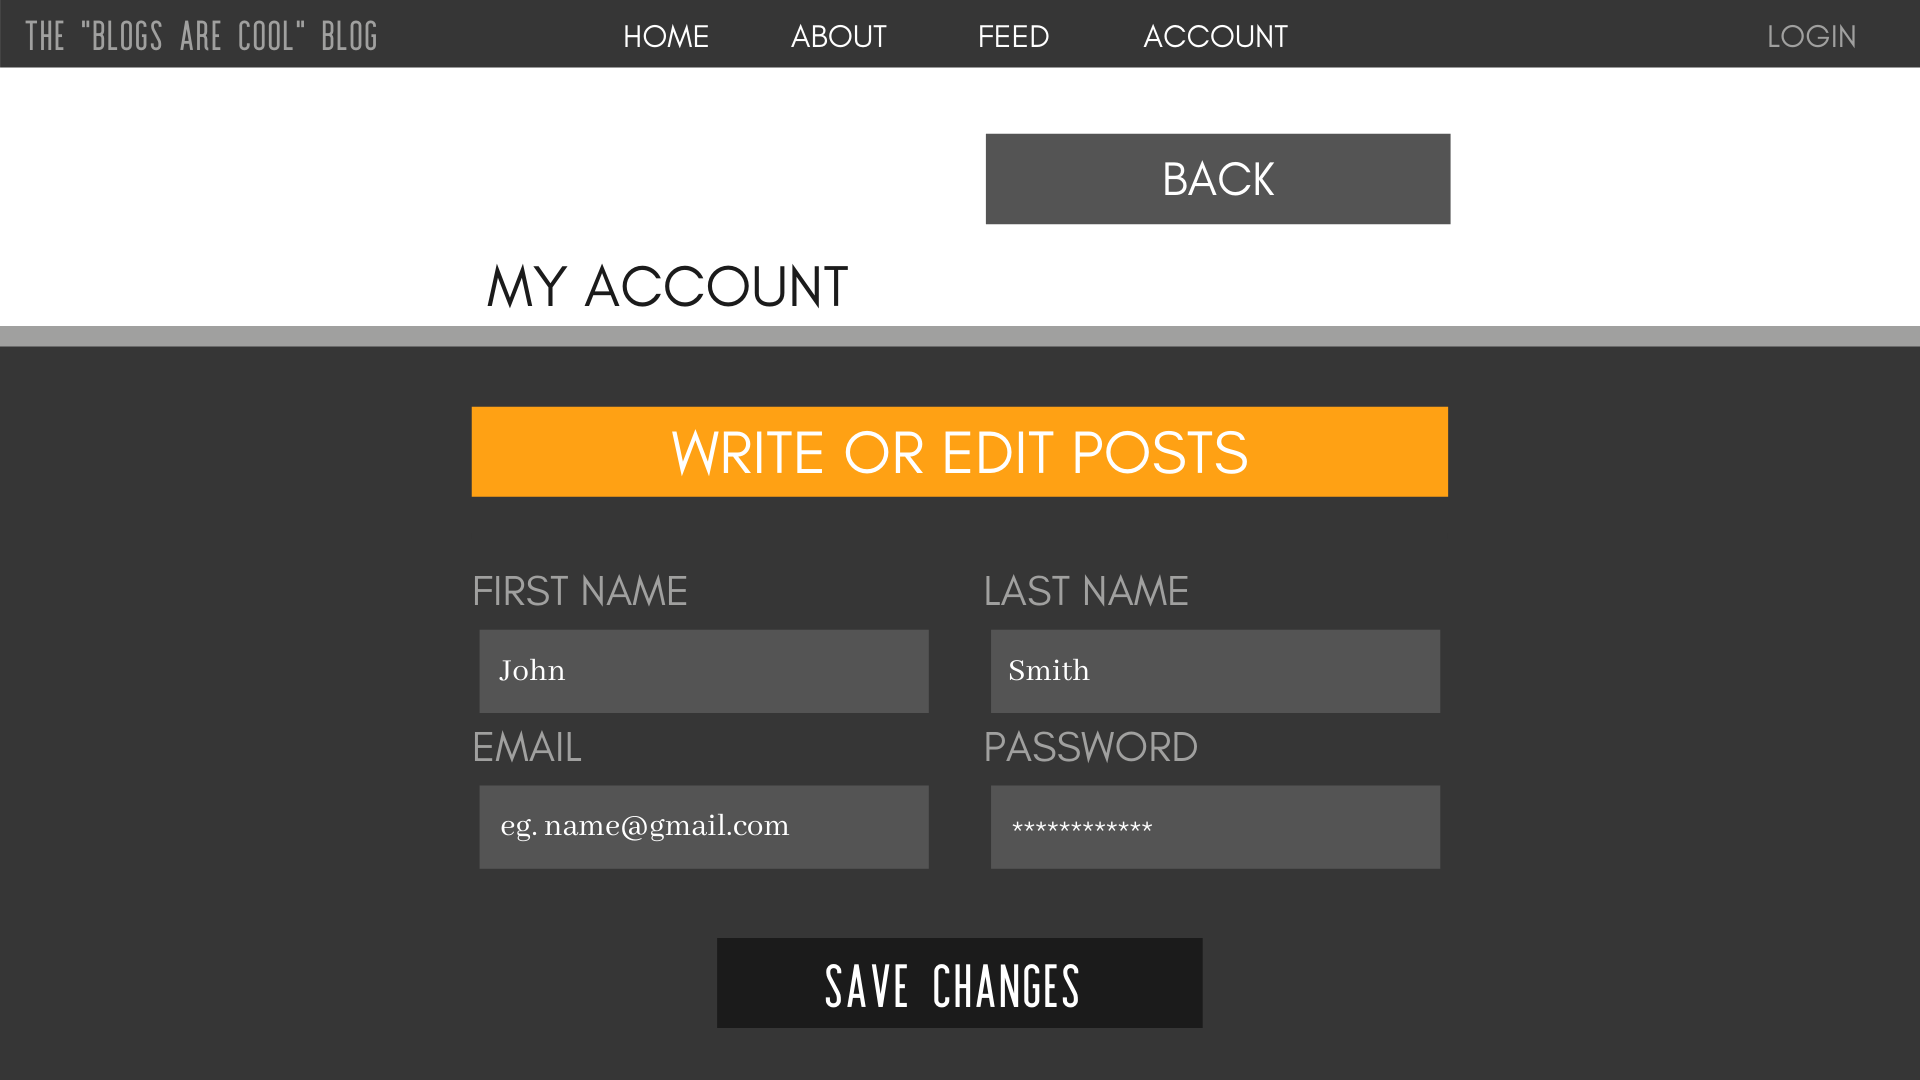 THE "BLOGS ARE COOL" BLOG
HOME ABOUT FEED ACCOUNT
LOGIN
BACK
MY ACCOUNT
WRITE OR EDIT POSTS
FIRST NAME LAST NAME
John Smith
EMAIL PASSWORD
eg. name@gmail.com ************
SAVE CHANGES